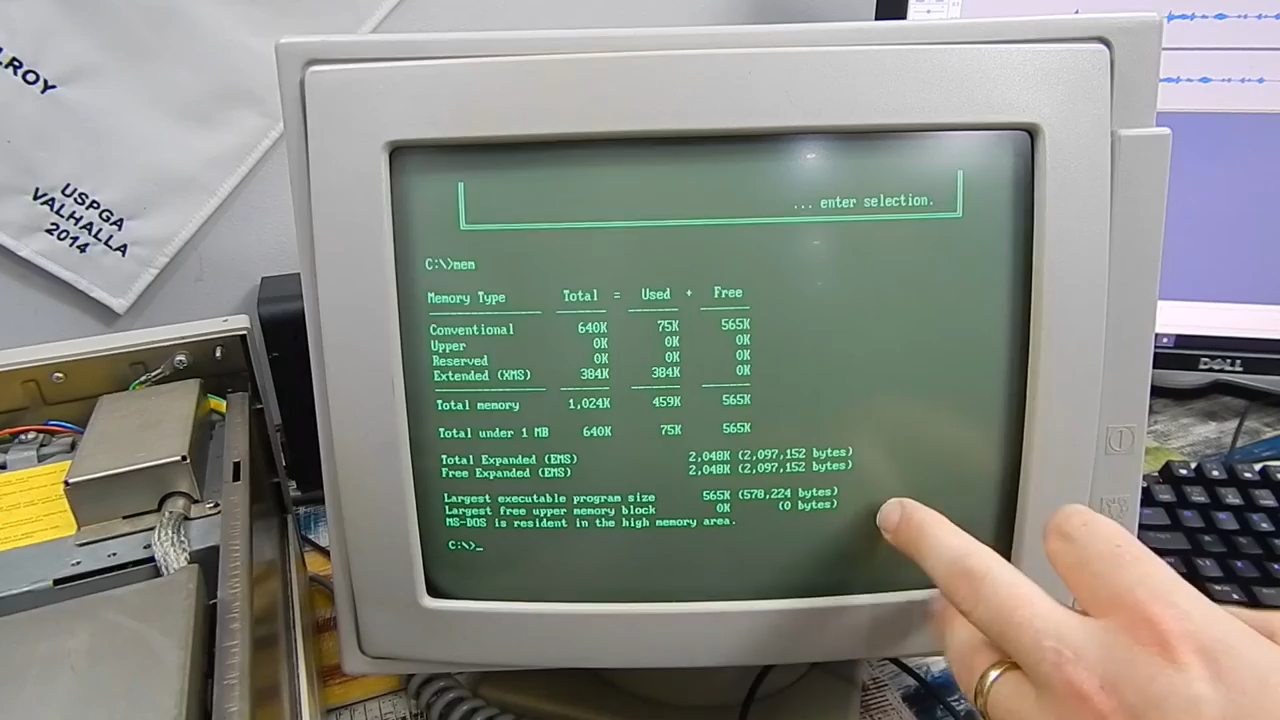 LROY
USPGA
VALHALLA
2014
... enter selection.
C:\>mem
Memory Type Total = Used + Free
Conventional 640K 75K 565K
Upper 0K 0K 0K
Reserved 0K 0K 0K
Extended (XMS) 384K 384K 0K
Total memory 1,024K 459K 565K
Total under 1 MB 640K 75K 565K
Total Expanded (EMS) 2,048K (2,097,152 bytes)
Free Expanded (EMS) 2,048K (2,097,152 bytes)
Largest executable program size 565K (578,224 bytes)
Largest free upper memory block 0K (0 bytes)
MS-DOS is resident in the high memory area.
C:\>_
DELL